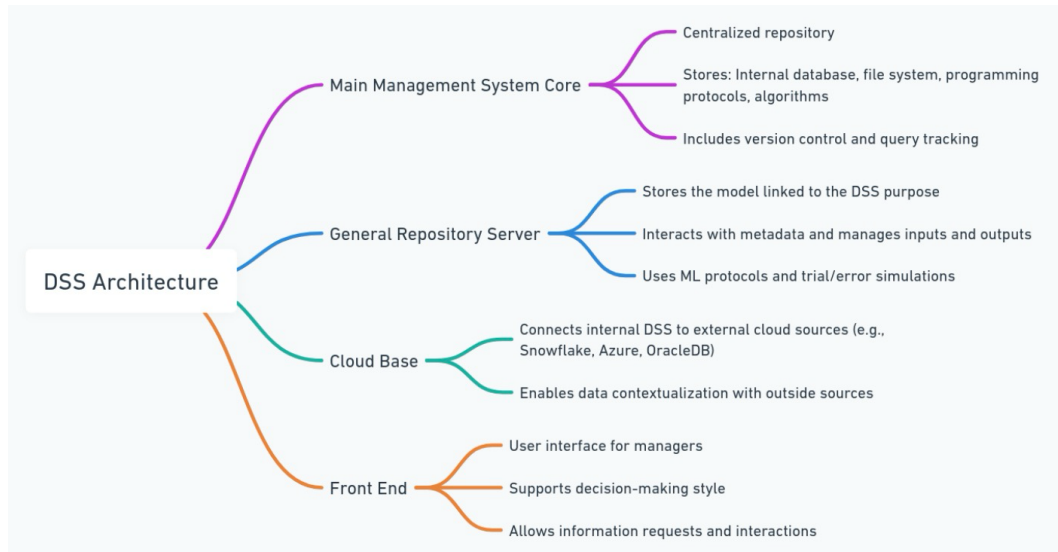 DSS Architecture
Main Management System Core
Centralized repository
Stores: Internal database, file system, programming
protocols, algorithms
Includes version control and query tracking
General Repository Server
Stores the model linked to the DSS purpose
Interacts with metadata and manages inputs and outputs
Uses ML protocols and trial/error simulations
Cloud Base
Connects internal DSS to external cloud sources (e.g.,
Snowflake, Azure, OracleDB)
Enables data contextualization with outside sources
Front End
User interface for managers
Supports decision-making style
Allows information requests and interactions